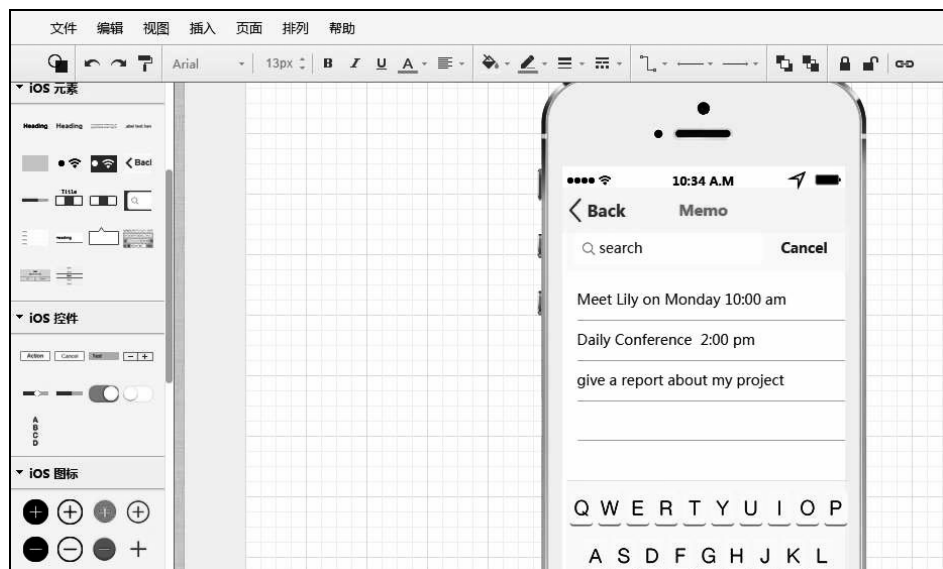 文件 编辑 视图 插入 页面 排列 帮助
Arial 13px B I U A
iOS 元素
Heading Heading
Back
Title
iOS 控件
Action Cancel
A
B
C
D
iOS 图标
10:34 A.M
Back Memo
search Cancel
Meet Lily on Monday 10:00 am
Daily Conference 2:00 pm
give a report about my project
Q W E R T Y U I O P
A S D F G H J K L